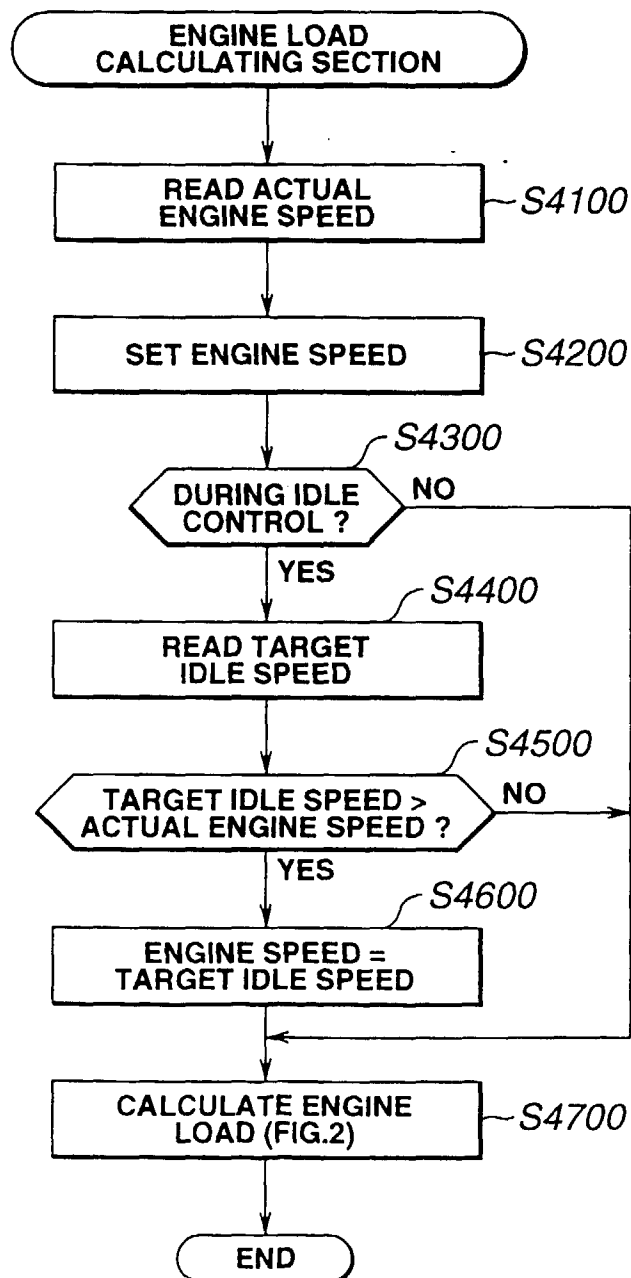 ENGINE LOAD
CALCULATING SECTION
READ ACTUAL
ENGINE SPEED
S4100
SET ENGINE SPEED
S4200
S4300
DURING IDLE
CONTROL ?
NO
YES
S4400
READ TARGET
IDLE SPEED
S4500
TARGET IDLE SPEED >
ACTUAL ENGINE SPEED ?
NO
YES
S4600
ENGINE SPEED =
TARGET IDLE SPEED
CALCULATE ENGINE
LOAD (FIG.2)
S4700
END